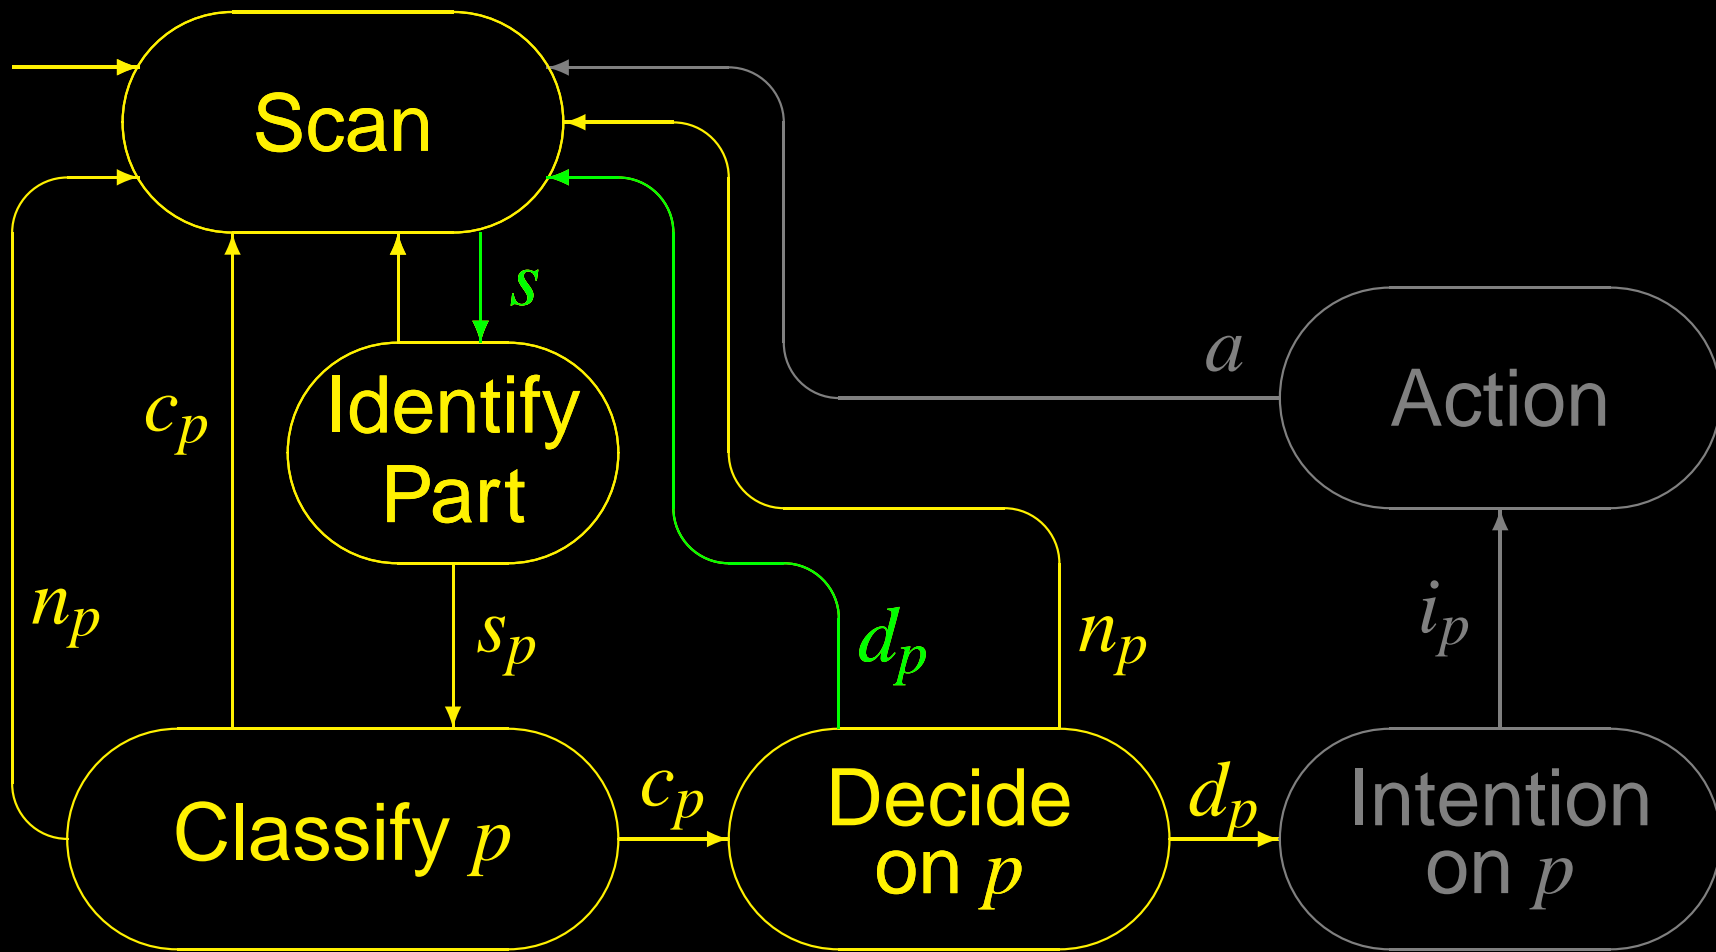 Scan
s
a
Action
c_p
Identify
Part
n_p
s_p
d_p
n_p
i_p
Classify p
c_p
Decide
on p
d_p
Intention
on p